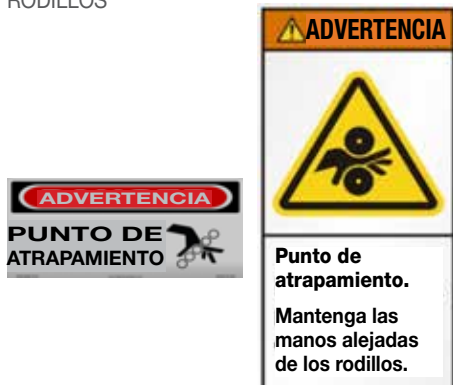 RODILLOS
ADVERTENCIA
PUNTO DE
ATRAPAMIENTO
ADVERTENCIA
Punto de
atrapamiento.
Mantenga las
manos alejadas
de los rodillos.